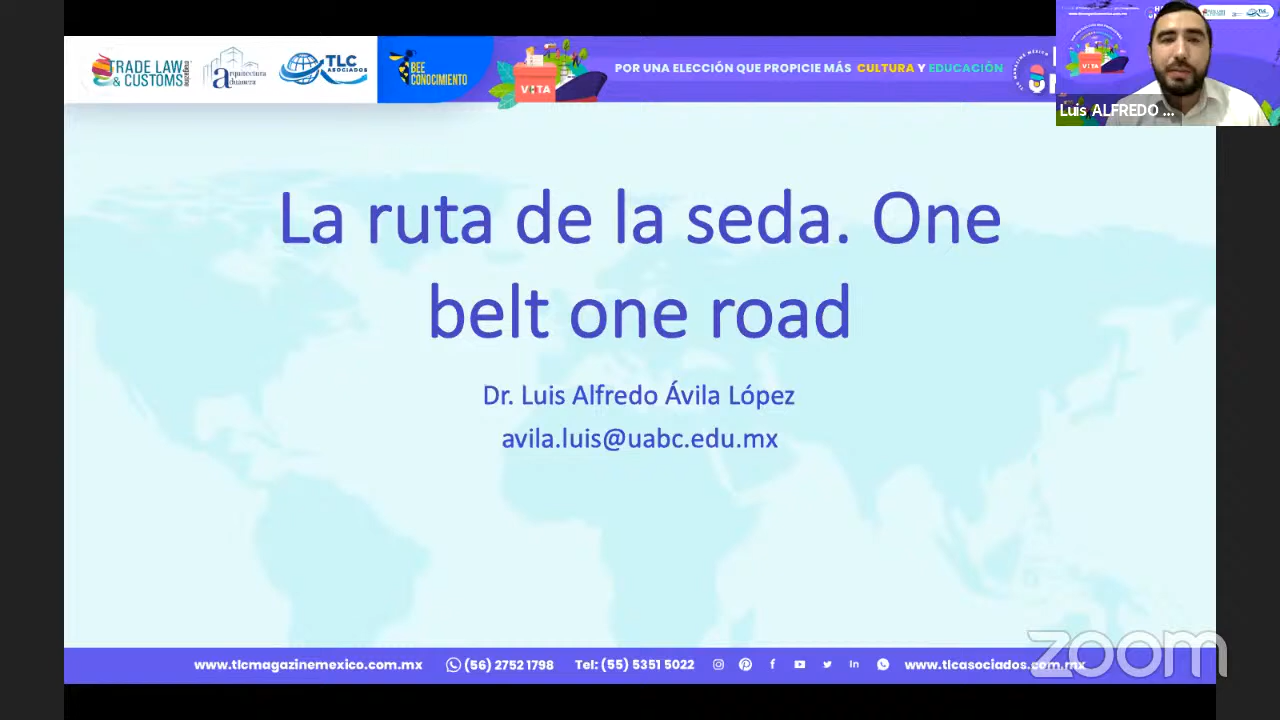 TRADE LAW
& CUSTOMS
arquitectura
aduanera
TLC
ASOCIADOS
BEE
CONOCIMIENTO
VOTA
POR UNA ELECCIÓN QUE PROPICIE MÁS CULTURA Y EDUCACIÓN
Luis ALFREDO ...
La ruta de la seda. One
belt one road
Dr. Luis Alfredo Ávila López
avila.luis@uabc.edu.mx
zoom
www.tlcmagazinemexico.com.mx (56) 2752 1798 Tel: (55) 5351 5022 www.tlcasociados.com.mx